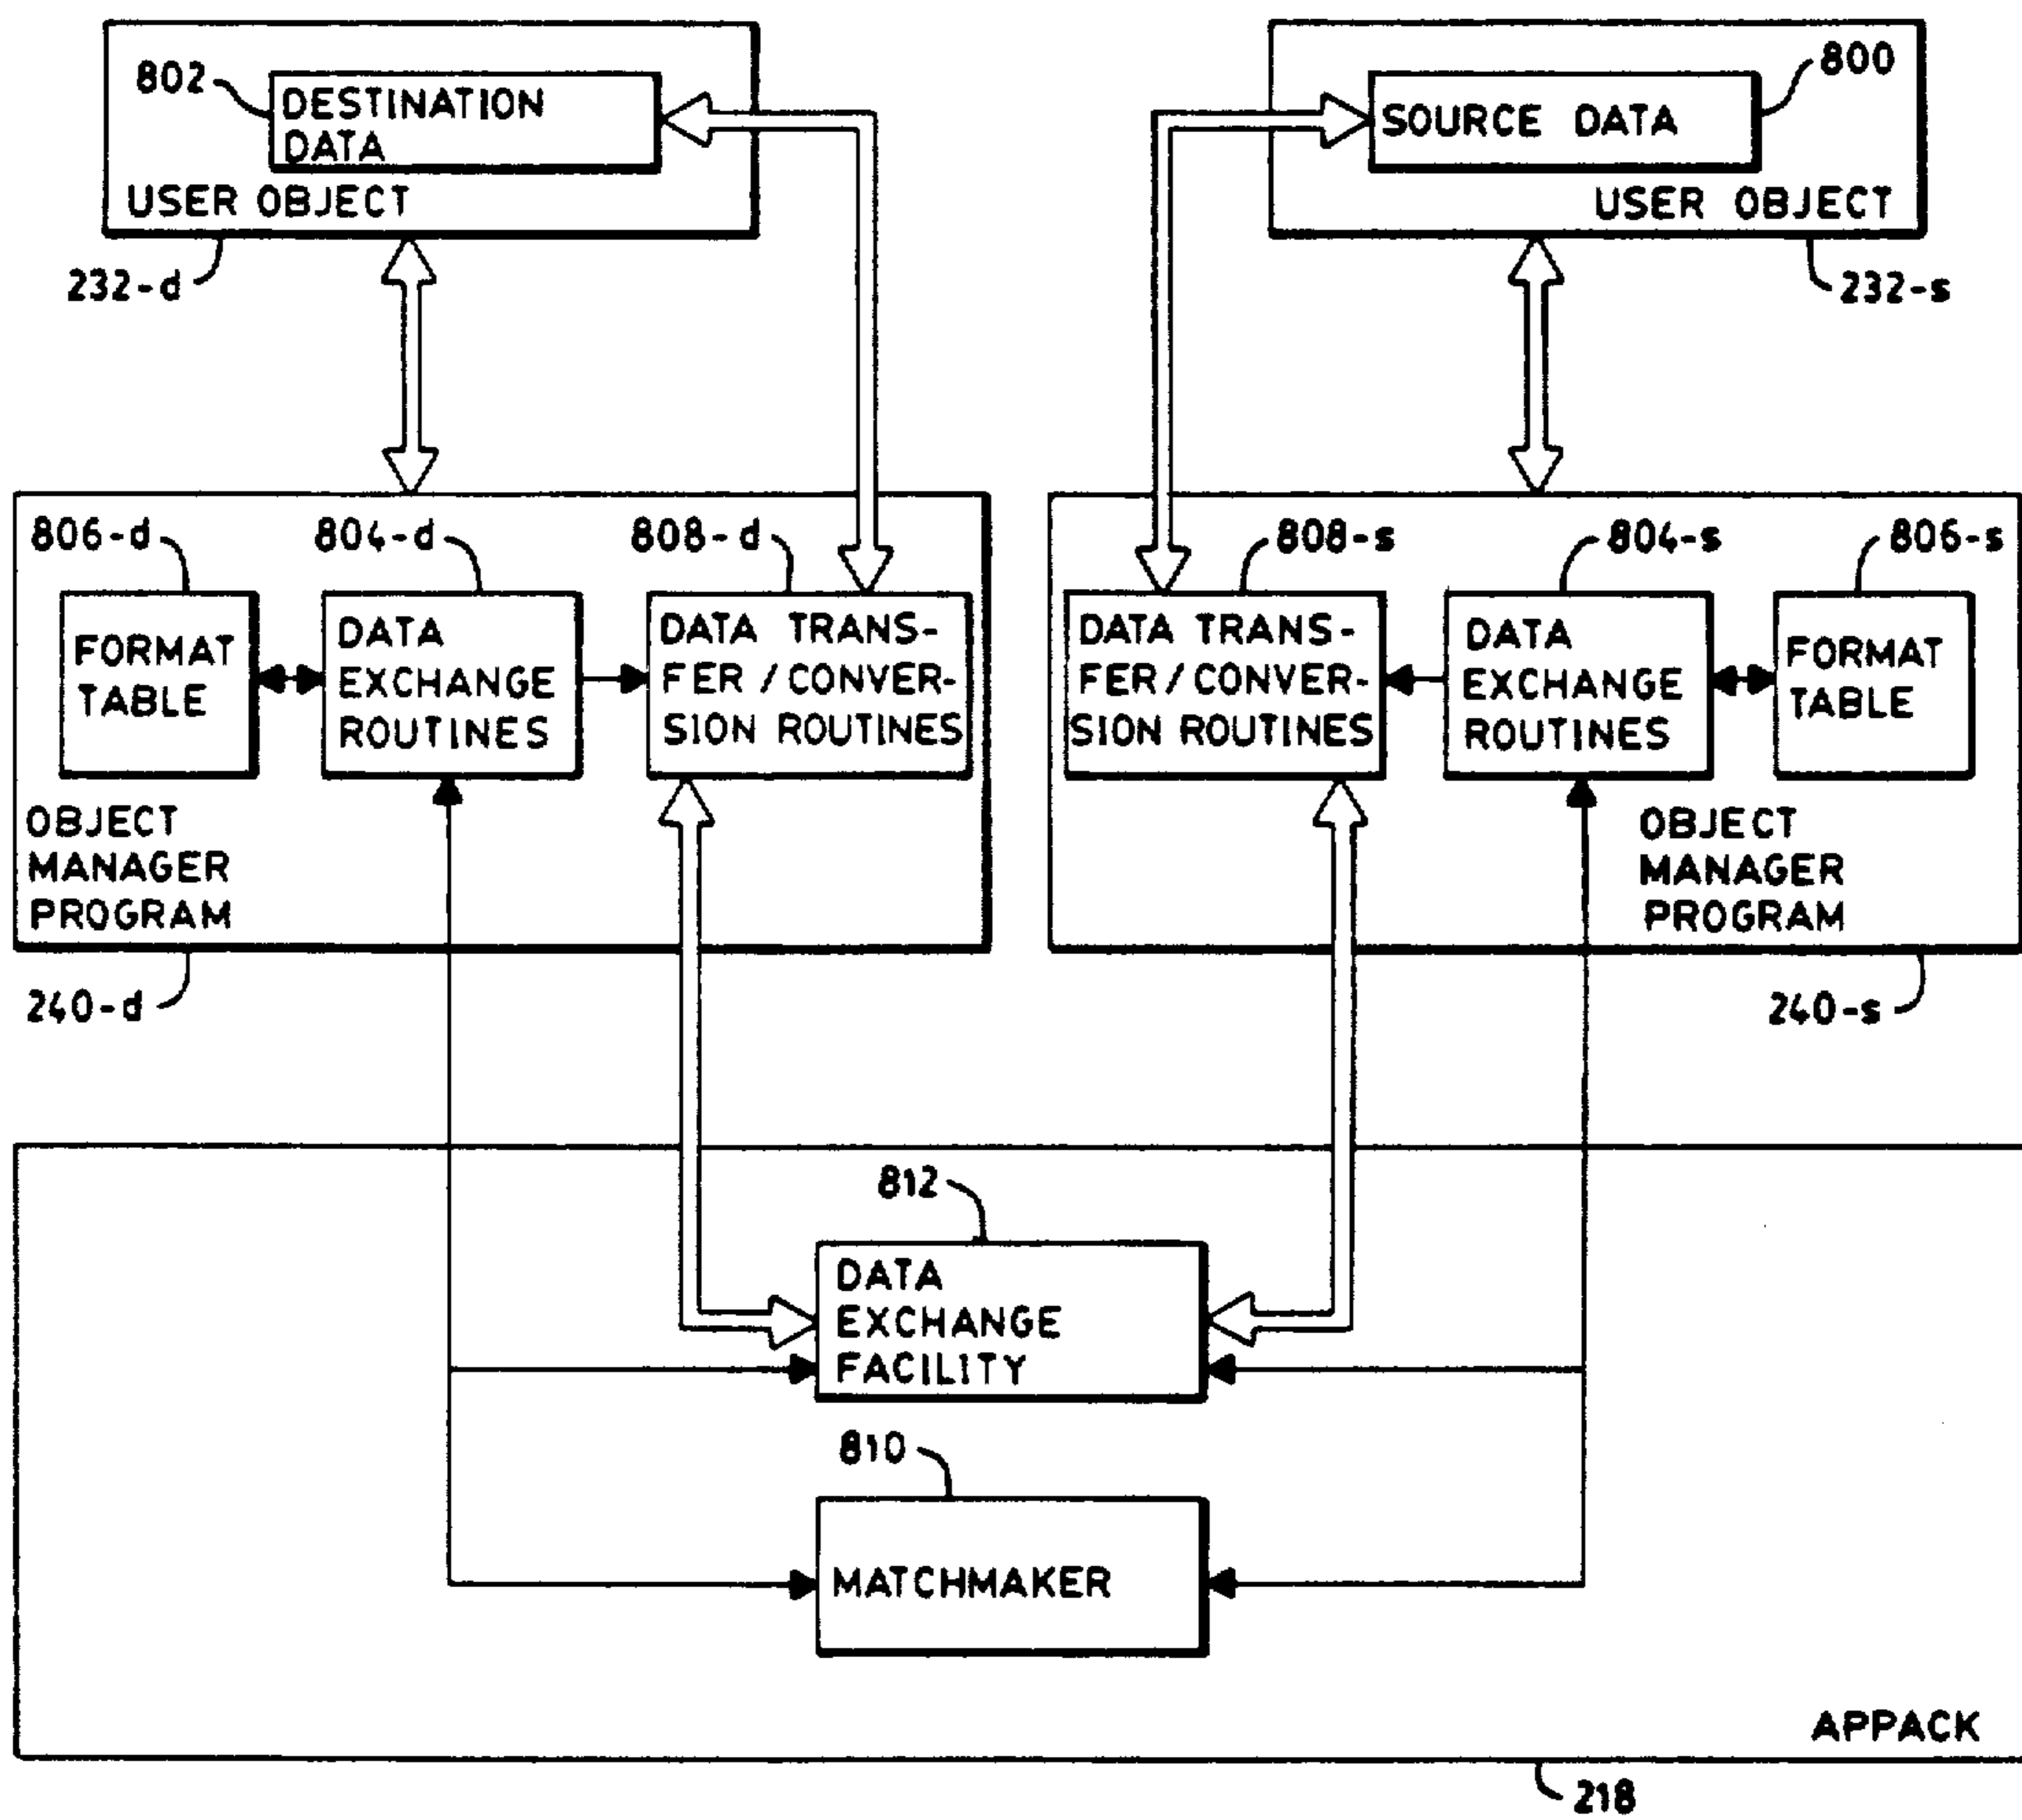 802
DESTINATION
DATA
USER OBJECT
232-d
800
SOURCE DATA
USER OBJECT
232-s
806-d
804-d
808-d
FORMAT
TABLE
DATA
EXCHANGE
ROUTINES
DATA TRANS-
FER / CONVER-
SION ROUTINES
OBJECT
MANAGER
PROGRAM
240-d
808-s
804-s
806-s
DATA TRANS-
FER / CONVER-
SION ROUTINES
DATA
EXCHANGE
ROUTINES
FORMAT
TABLE
OBJECT
MANAGER
PROGRAM
240-s
812
DATA
EXCHANGE
FACILITY
810
MATCHMAKER
APPACK
218